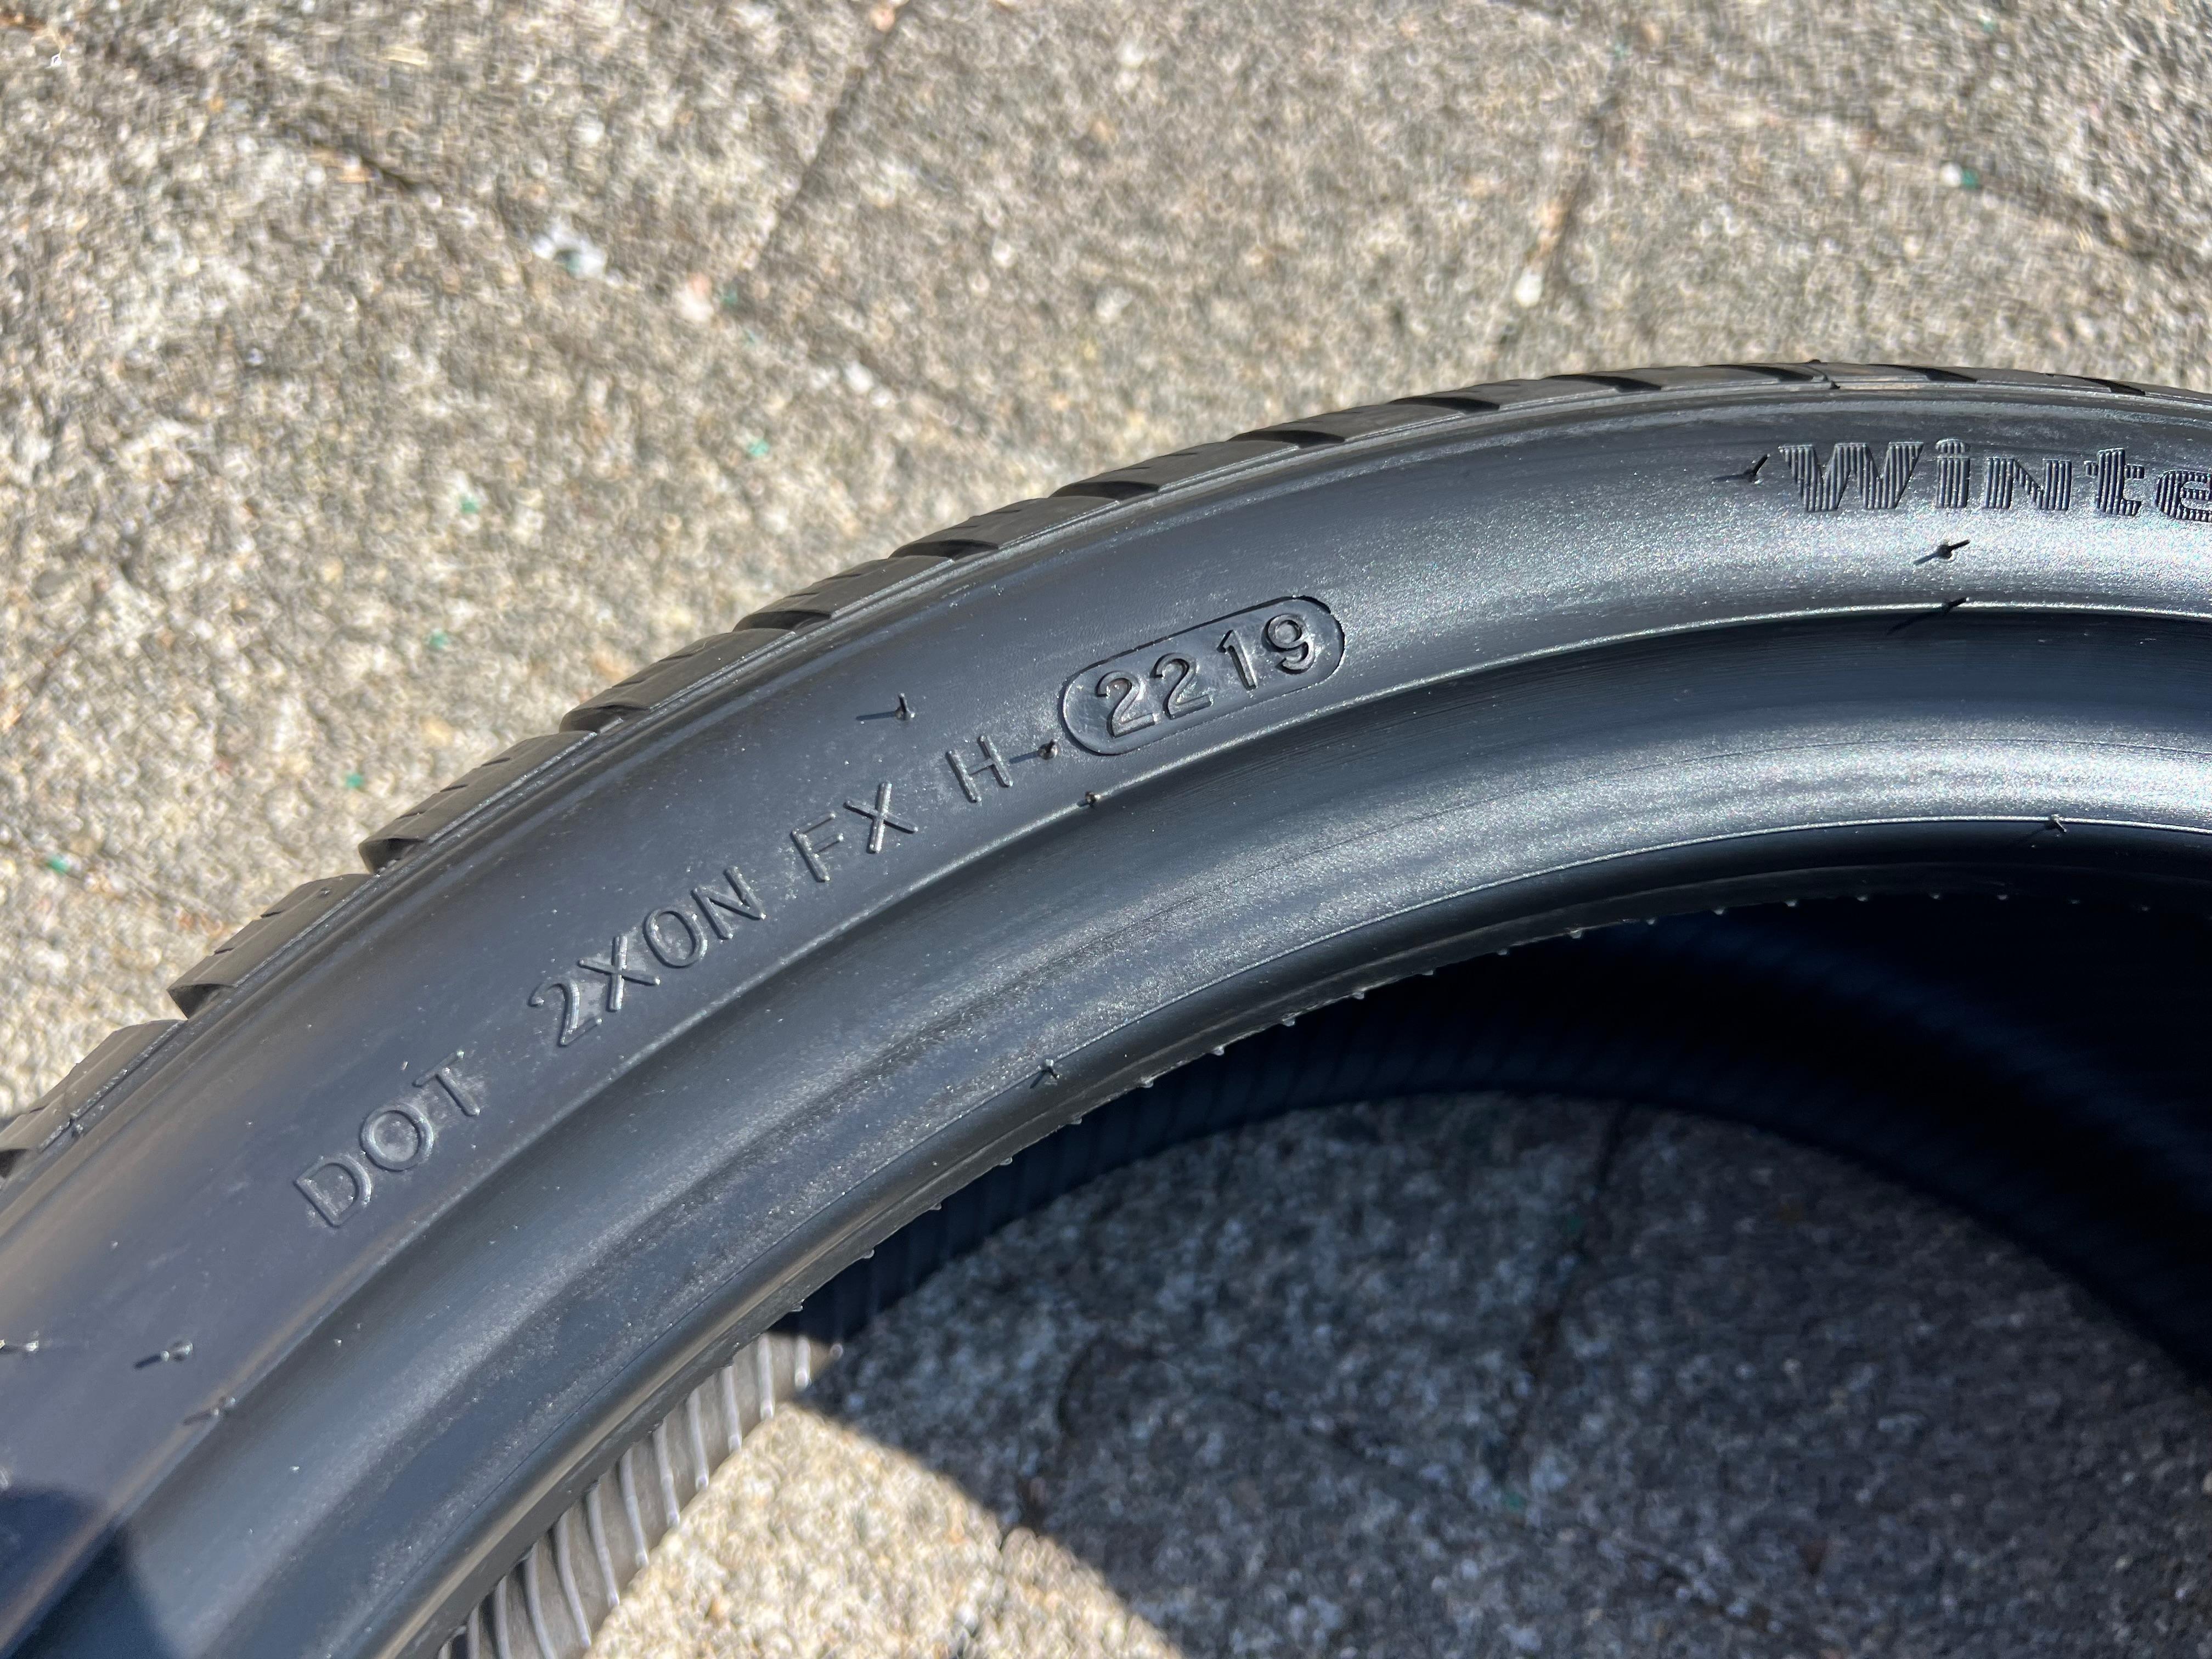 Winte
DOT 2X0N FX H- 2219